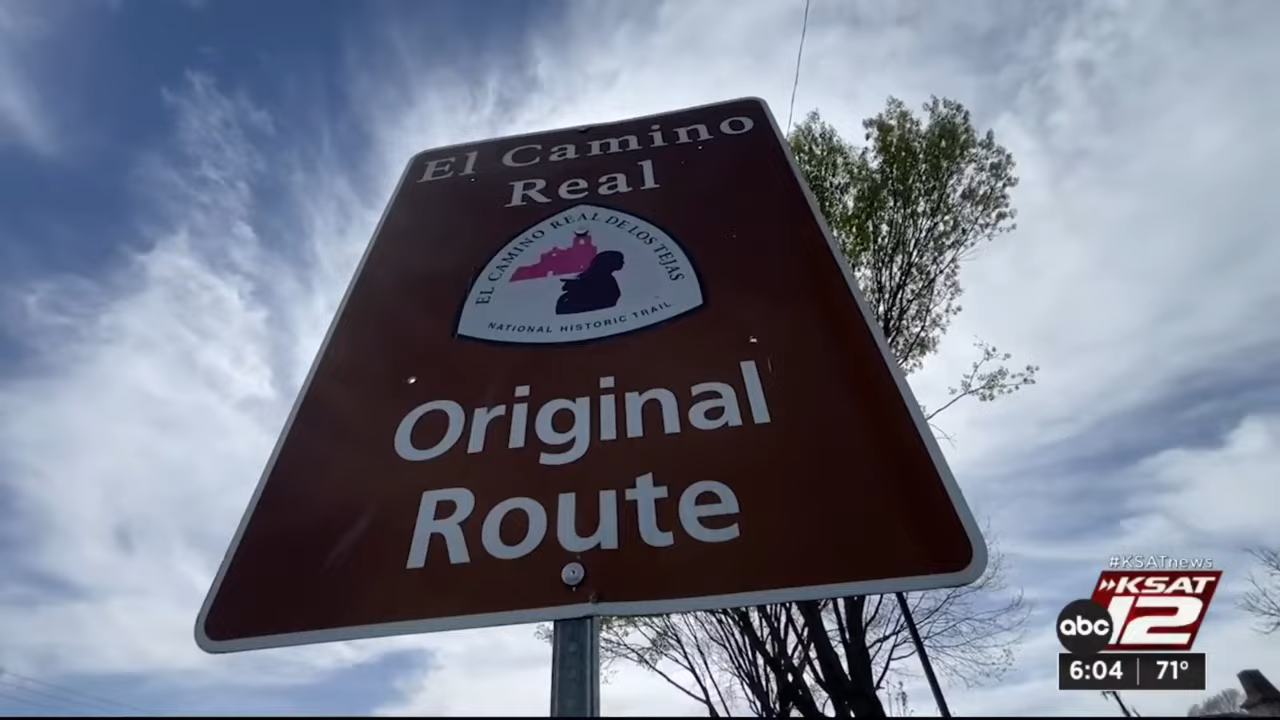 El Camino
Real
EL CAMINO REAL DE LOS TEJAS
NATIONAL HISTORIC TRAIL
Original
Route
#KSATnews
KSAT
abc 12
6:04 71°